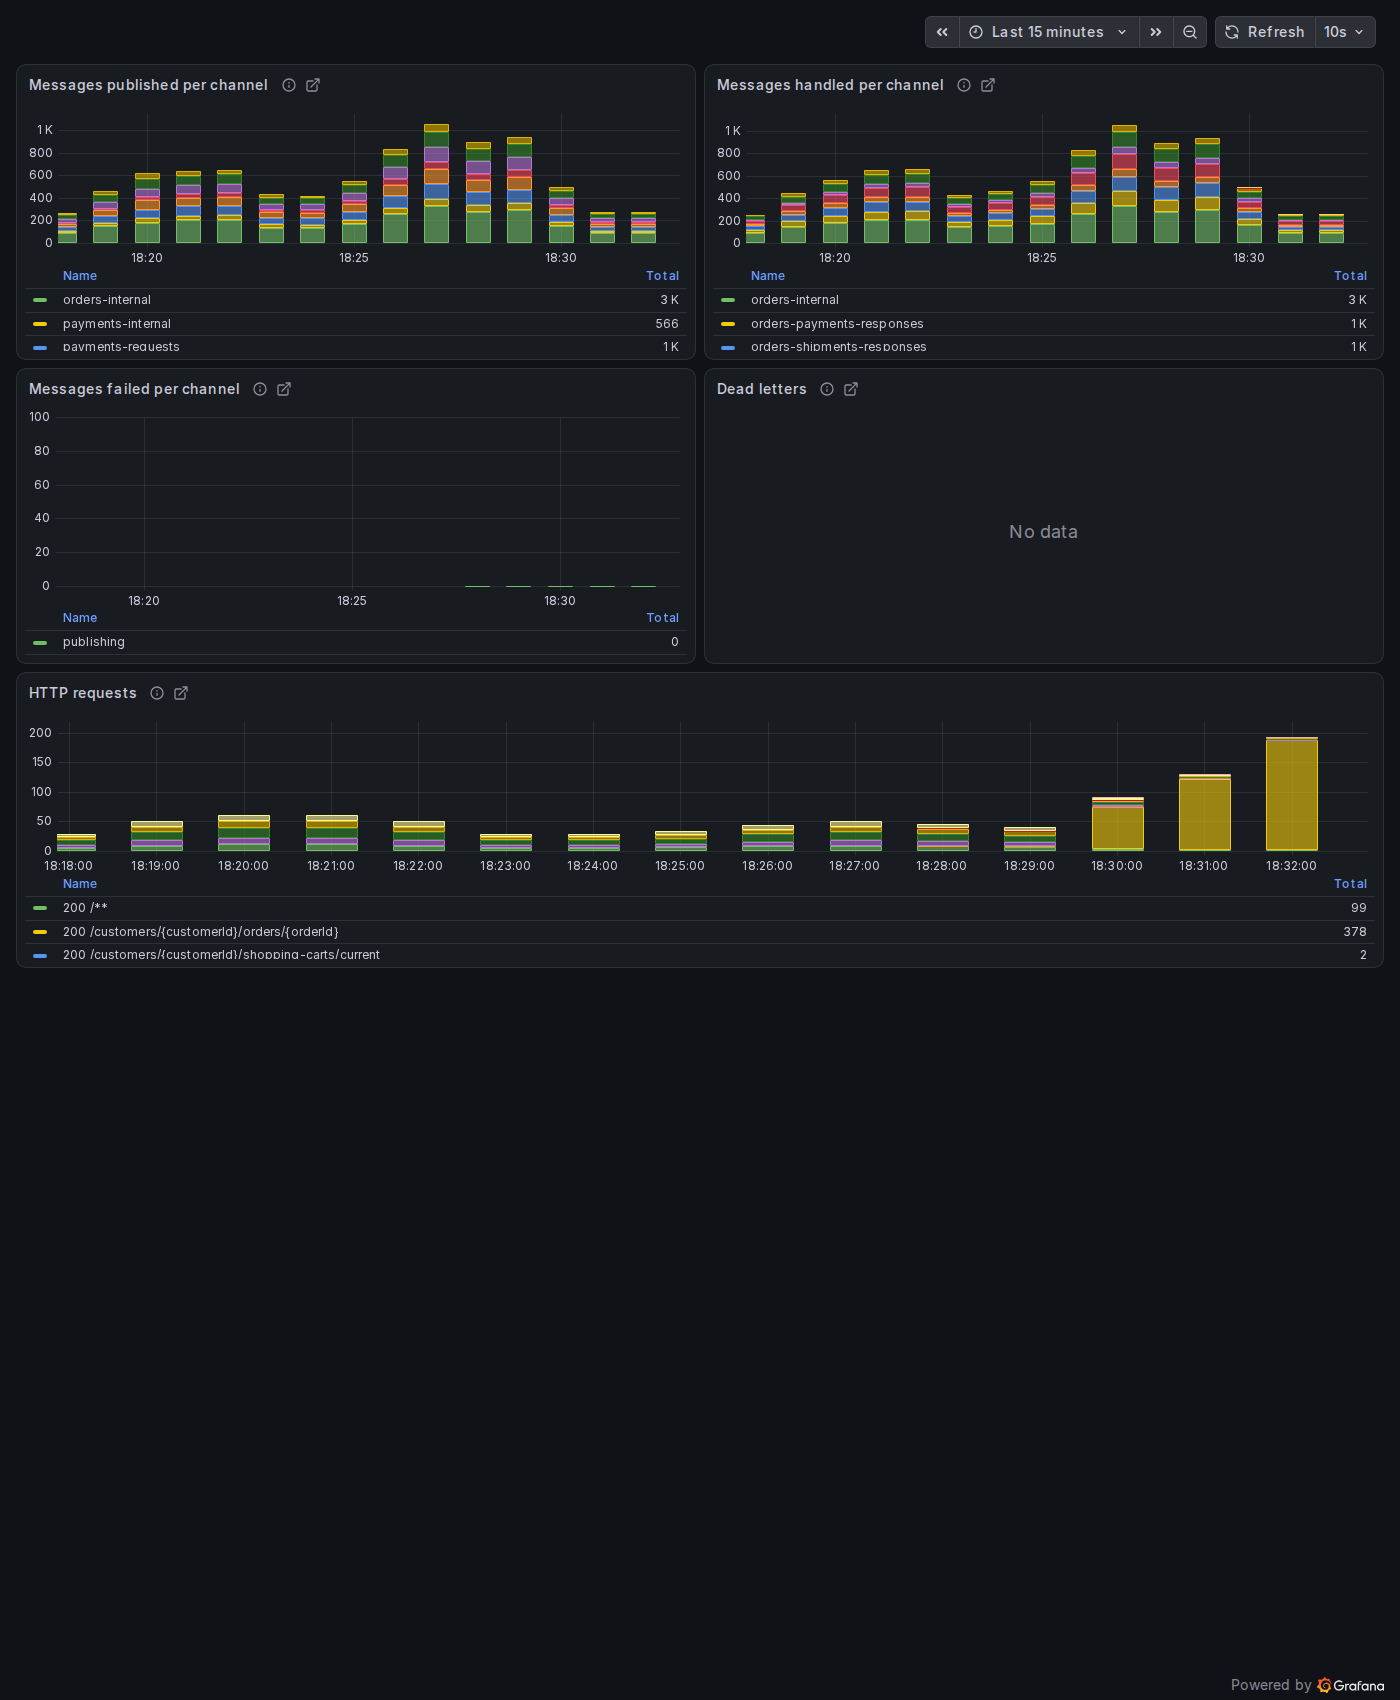 Last 15 minutes
Refresh
10s
Messages published per channel
1 K
800
600
400
200
0
18:20
18:25
18:30
Name
Total
orders-internal
3 K
payments-internal
566
payments-requests
1 K
Messages handled per channel
1 K
800
600
400
200
0
18:20
18:25
18:30
Name
Total
orders-internal
3 K
orders-payments-responses
1 K
orders-shipments-responses
1 K
Messages failed per channel
100
80
60
40
20
0
18:20
18:25
18:30
Name
Total
publishing
0
Dead letters
No data
HTTP requests
200
150
100
50
0
18:18:00
18:19:00
18:20:00
18:21:00
18:22:00
18:23:00
18:24:00
18:25:00
18:26:00
18:27:00
18:28:00
18:29:00
18:30:00
18:31:00
18:32:00
Name
Total
200 /**
99
200 /customers/{customerId}/orders/{orderId}
378
200 /customers/{customerId}/shopping-carts/current
2
Powered by Grafana